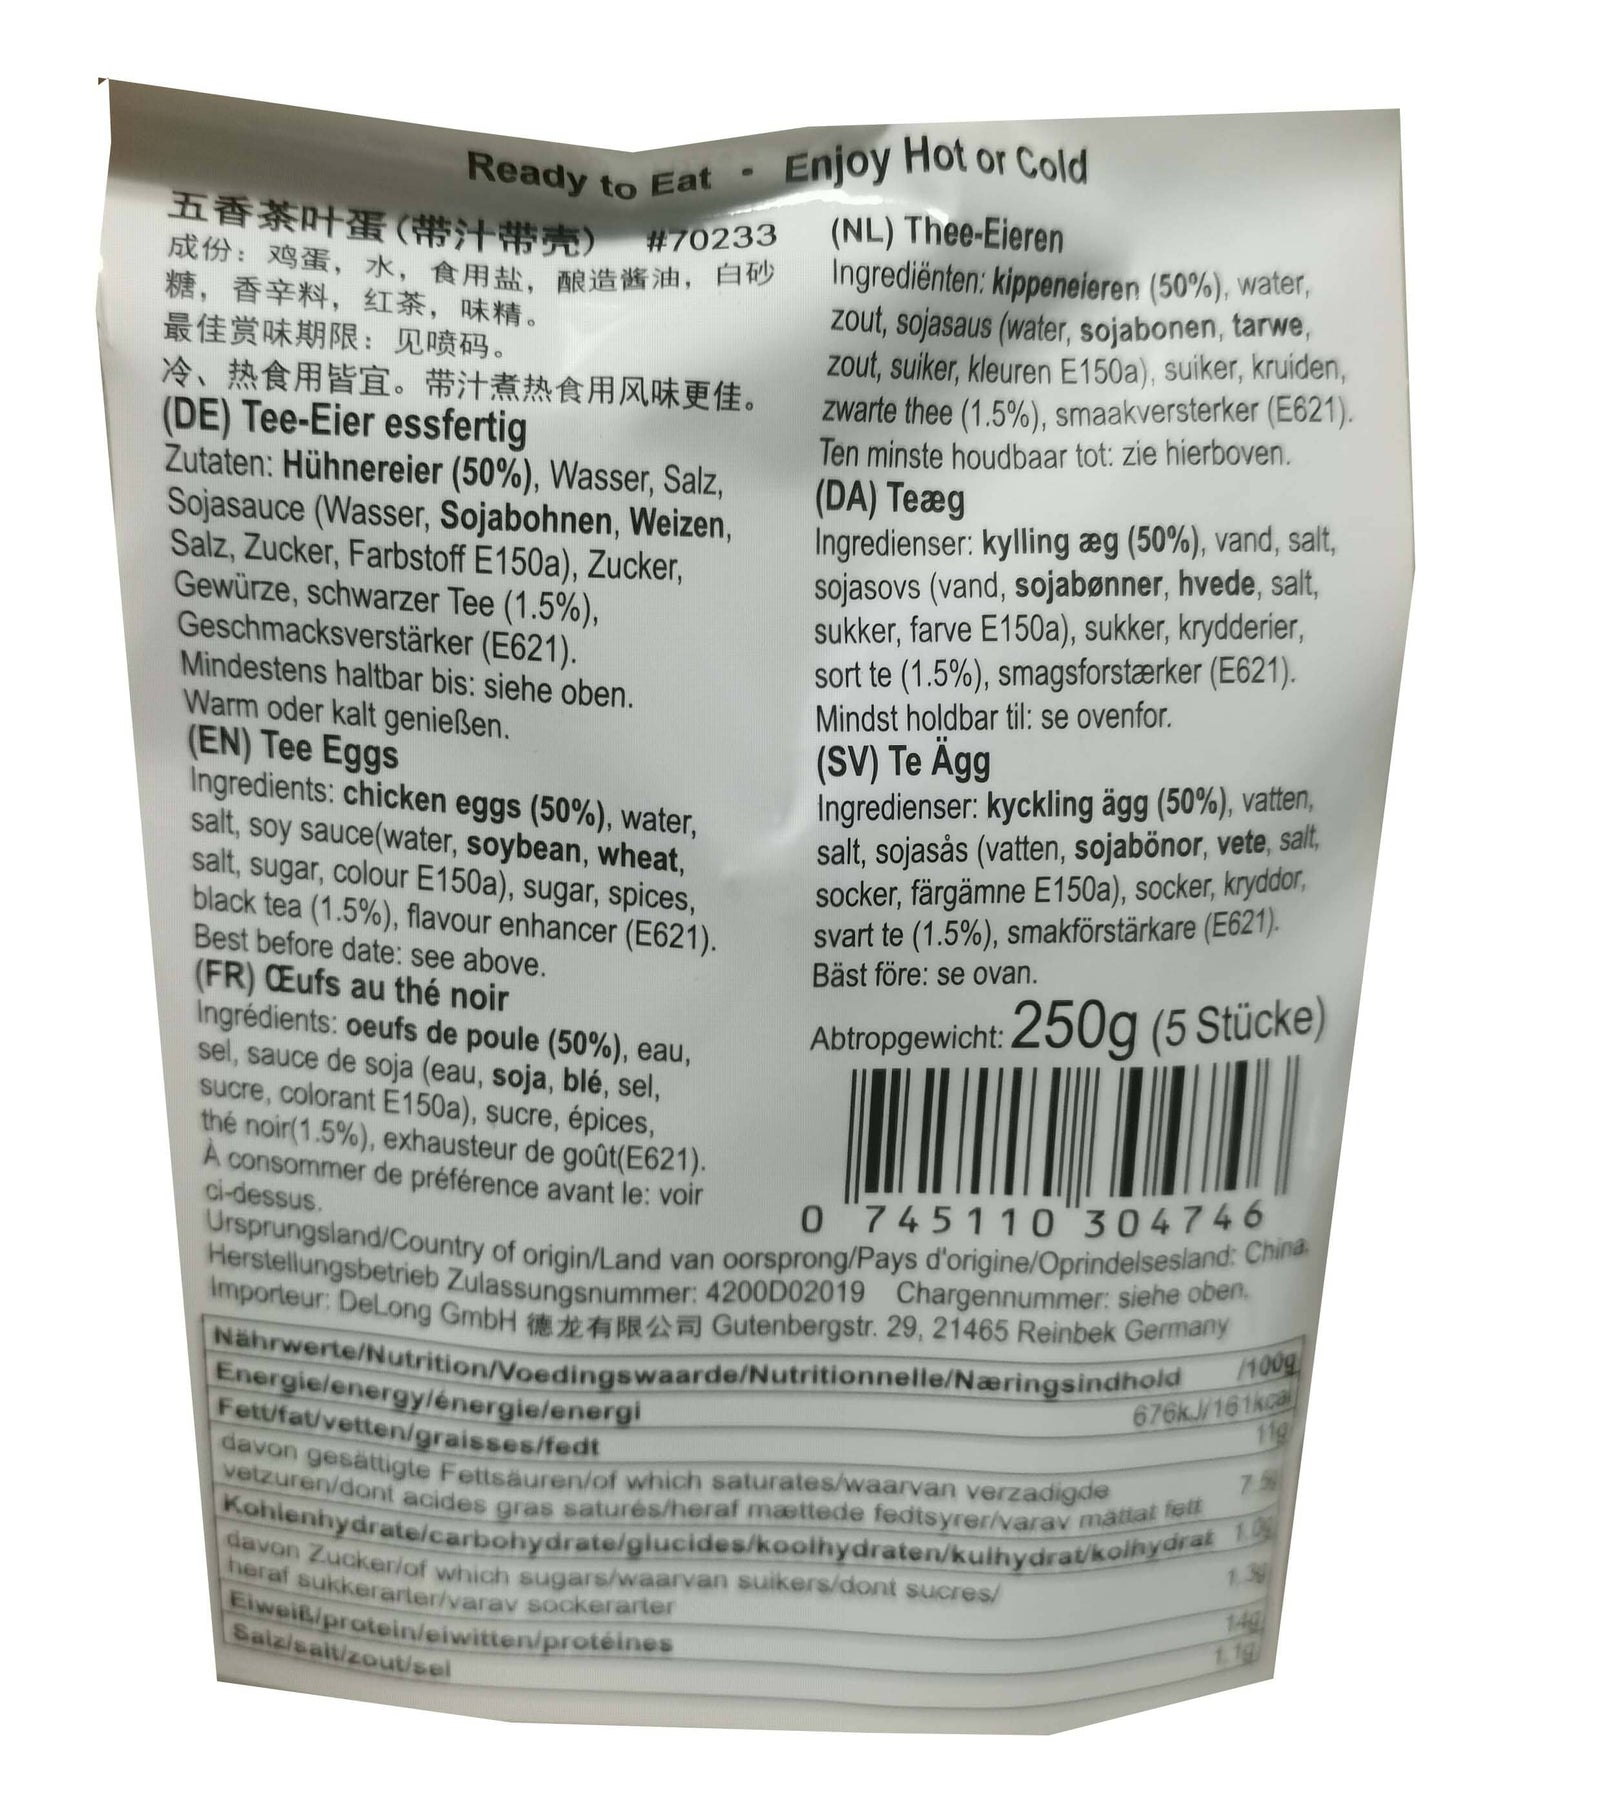 Ready to Eat • Enjoy Hot or Cold
五香茶叶蛋(带汁带壳) #70233
成份: 鸡蛋, 水, 食用盐, 酿造酱油, 白砂
糖, 香辛料, 红茶, 味精。
最佳赏味期限: 见喷码。
冷、热食用皆宜。带汁煮热食用风味更佳。
(DE) Tee-Eier essfertig
Zutaten: Hühnereier (50%), Wasser, Salz,
Sojasauce (Wasser, Sojabohnen, Weizen,
Salz, Zucker, Farbstoff E150a), Zucker,
Gewürze, schwarzer Tee (1.5%),
Geschmacksverstärker (E621).
Mindestens haltbar bis: siehe oben.
Warm oder kalt genießen.
(EN) Tee Eggs
Ingredients: chicken eggs (50%), water,
salt, soy sauce(water, soybean, wheat,
salt, sugar, colour E150a), sugar, spices,
black tea (1.5%), flavour enhancer (E621).
Best before date: see above.
(FR) Œufs au thé noir
Ingrédients: oeufs de poule (50%), eau,
sel, sauce de soja (eau, soja, blé, sel,
sucre, colorant E150a), sucre, épices,
thé noir(1.5%), exhausteur de goût(E621).
À consommer de préférence avant le: voir
ci-dessus.
(NL) Thee-Eieren
Ingrediënten: kippeneieren (50%), water,
zout, sojasaus (water, sojabonen, tarwe,
zout, suiker, kleuren E150a), suiker, kruiden,
zwarte thee (1.5%), smaakversterker (E621).
Ten minste houdbaar tot: zie hierboven.
(DA) Teæg
Ingredienser: kylling æg (50%), vand, salt,
sojasovs (vand, sojabønner, hvede, salt,
sukker, farve E150a), sukker, krydderier,
sort te (1.5%), smagsforstærker (E621).
Mindst holdbar til: se ovenfor.
(SV) Te Ägg
Ingredienser: kyckling ägg (50%), vatten,
salt, sojasås (vatten, sojabönor, vete, salt,
socker, färgämne E150a), socker, kryddor,
svart te (1.5%), smakförstärkare (E621).
Bäst före: se ovan.
Abtropgewicht: 250g (5 Stücke)
0 745110 304746
Ursprungsland/Country of origin/Land van oorsprong/Pays d'origine/Oprindelsesland: China.
Herstellungsbetrieb Zulassungsnummer: 4200D02019 Chargennummer: siehe oben.
Importeur: DeLong GmbH 德龙有限公司 Gutenbergstr. 29, 21465 Reinbek Germany
Nährwerte/Nutrition/Voedingswaarde/Nutritionnelle/Næringsindhold /100g
Energie/energy/énergie/energi 676kJ/161kcal
Fett/fat/vetten/graisses/fedt 11g
davon gesättigte Fettsäuren/of which saturates/waarvan verzadigde
vetzuren/dont acides gras saturés/heraf mættede fedtsyrer/varav mättat fett
Kohlenhydrate/carbohydrate/glucides/koolhydraten/kulhydrat/kolhydrat
davon Zucker/of which sugars/waarvan suikers/dont sucres/
heraf sukkerarter/varav sockerarter
Eiweiß/protein/eiwitten/protéines 14g
Salz/salt/zout/sel 1.1g